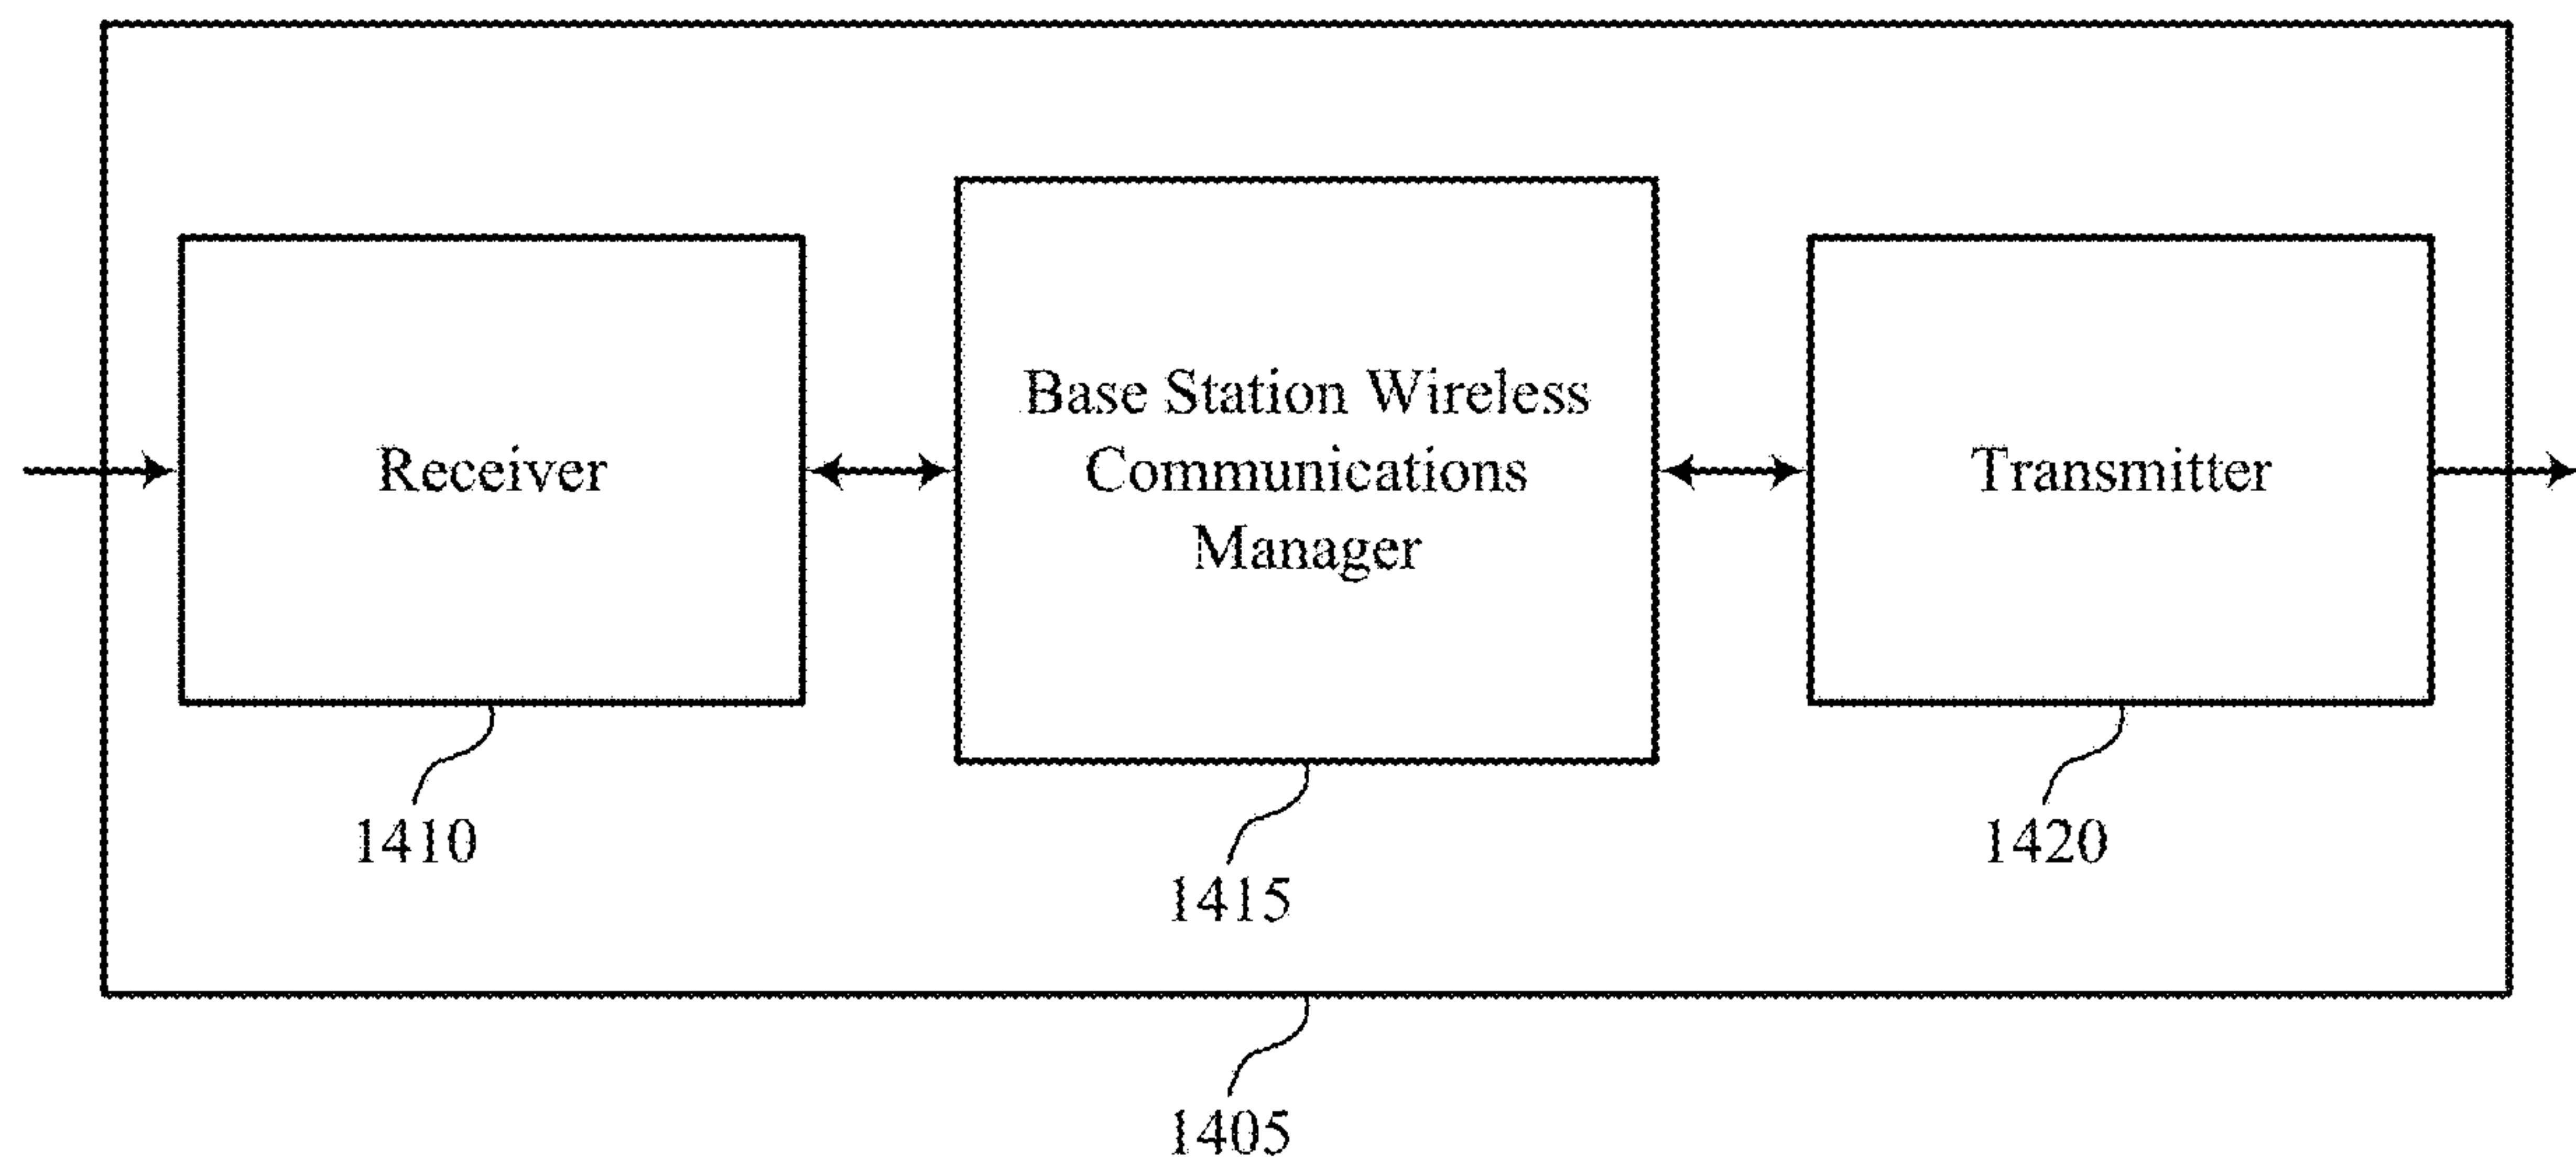 Receiver
Base Station Wireless
Communications
Manager
Transmitter
1410
1415
1420
1405